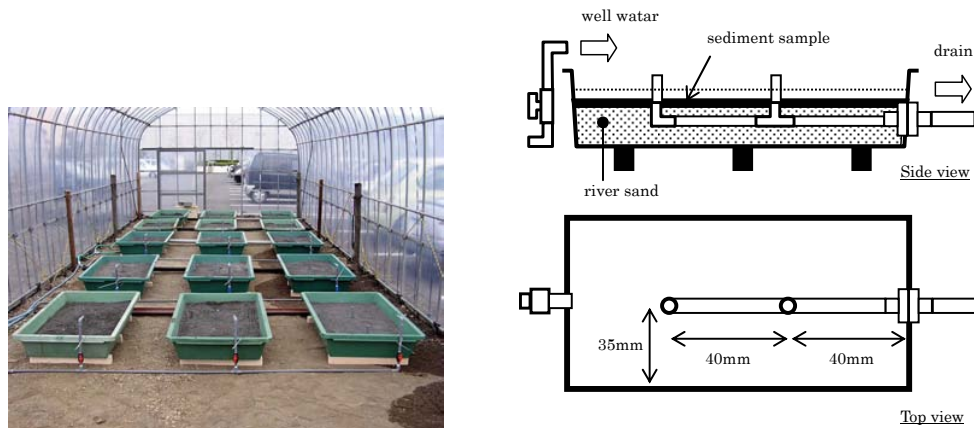 well watar
sediment sample
drain
river sand
Side view
35mm
40mm
40mm
Top view